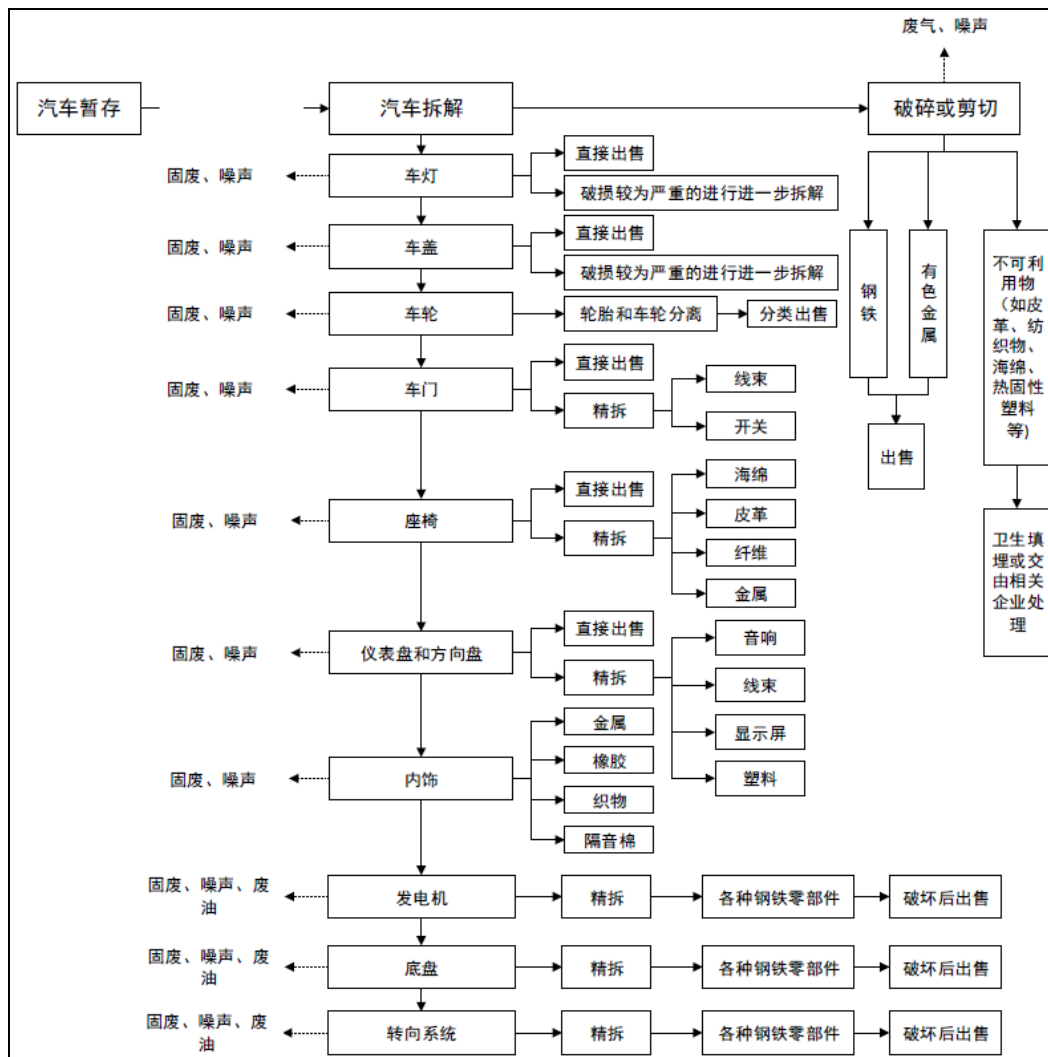 废气、噪声
汽车暂存
汽车拆解
破碎或剪切
固废、噪声
车灯
直接出售
破损较为严重的进行进一步拆解
固废、噪声
车盖
直接出售
破损较为严重的进行进一步拆解
固废、噪声
车轮
轮胎和车轮分离
分类出售
固废、噪声
车门
直接出售
精拆
线束
开关
钢铁
有色金属
出售
不可利
用物
（如皮
革、纺
织物、
海绵、
热固性
塑料
等)
卫生填
埋或交
由相关
企业处
理
固废、噪声
座椅
直接出售
精拆
海绵
皮革
纤维
金属
固废、噪声
仪表盘和方向盘
直接出售
精拆
音响
线束
显示屏
塑料
固废、噪声
内饰
金属
橡胶
织物
隔音棉
固废、噪声、废
油
发电机
精拆
各种钢铁零部件
破坏后出售
固废、噪声、废
油
底盘
精拆
各种钢铁零部件
破坏后出售
固废、噪声、废
油
转向系统
精拆
各种钢铁零部件
破坏后出售